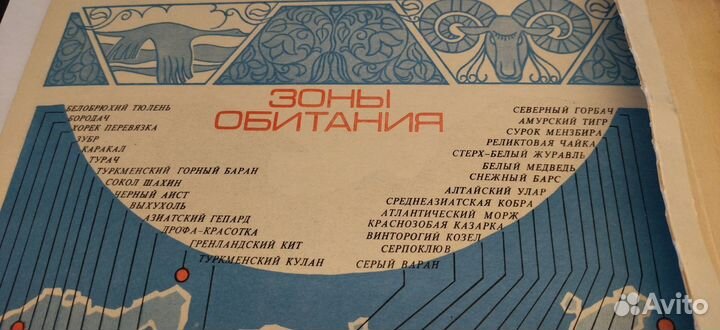 ЗОНЫ
ОБИТАНИЯ
БЕЛОБРЮХИЙ ТЮЛЕНЬ
БОРОДАЧ
ХОРЕК ПЕРЕВЯЗКА
ЗУБР
КАРАКАЛ
ТУРАЧ
ТУРКМЕНСКИЙ ГОРНЫЙ БАРАН
СОКОЛ ШАХИН
ЧЕРНЫЙ АИСТ
ВЫХУХОЛЬ
АЗИАТСКИЙ ГЕПАРД
ДРОФА-КРАСОТКА
ГРЕНЛАНДСКИЙ КИТ
ТУРКМЕНСКИЙ КУЛАН
СЕВЕРНЫЙ ГОРБАЧ
АМУРСКИЙ ТИГР
СУРОК МЕНЗБИРА
РЕЛИКТОВАЯ ЧАЙКА
СТЕРХ-БЕЛЫЙ ЖУРАВЛЬ
БЕЛЫЙ МЕДВЕДЬ
СНЕЖНЫЙ БАРС
АЛТАЙСКИЙ УЛАР
СРЕДНЕАЗИАТСКАЯ КОБРА
АТЛАНТИЧЕСКИЙ МОРЖ
КРАСНОЗОБАЯ КАЗАРКА
ВИНТОРОГИЙ КОЗЕЛ
СЕРПОКЛЮВ
СЕРЫЙ ВАРАН
Avito